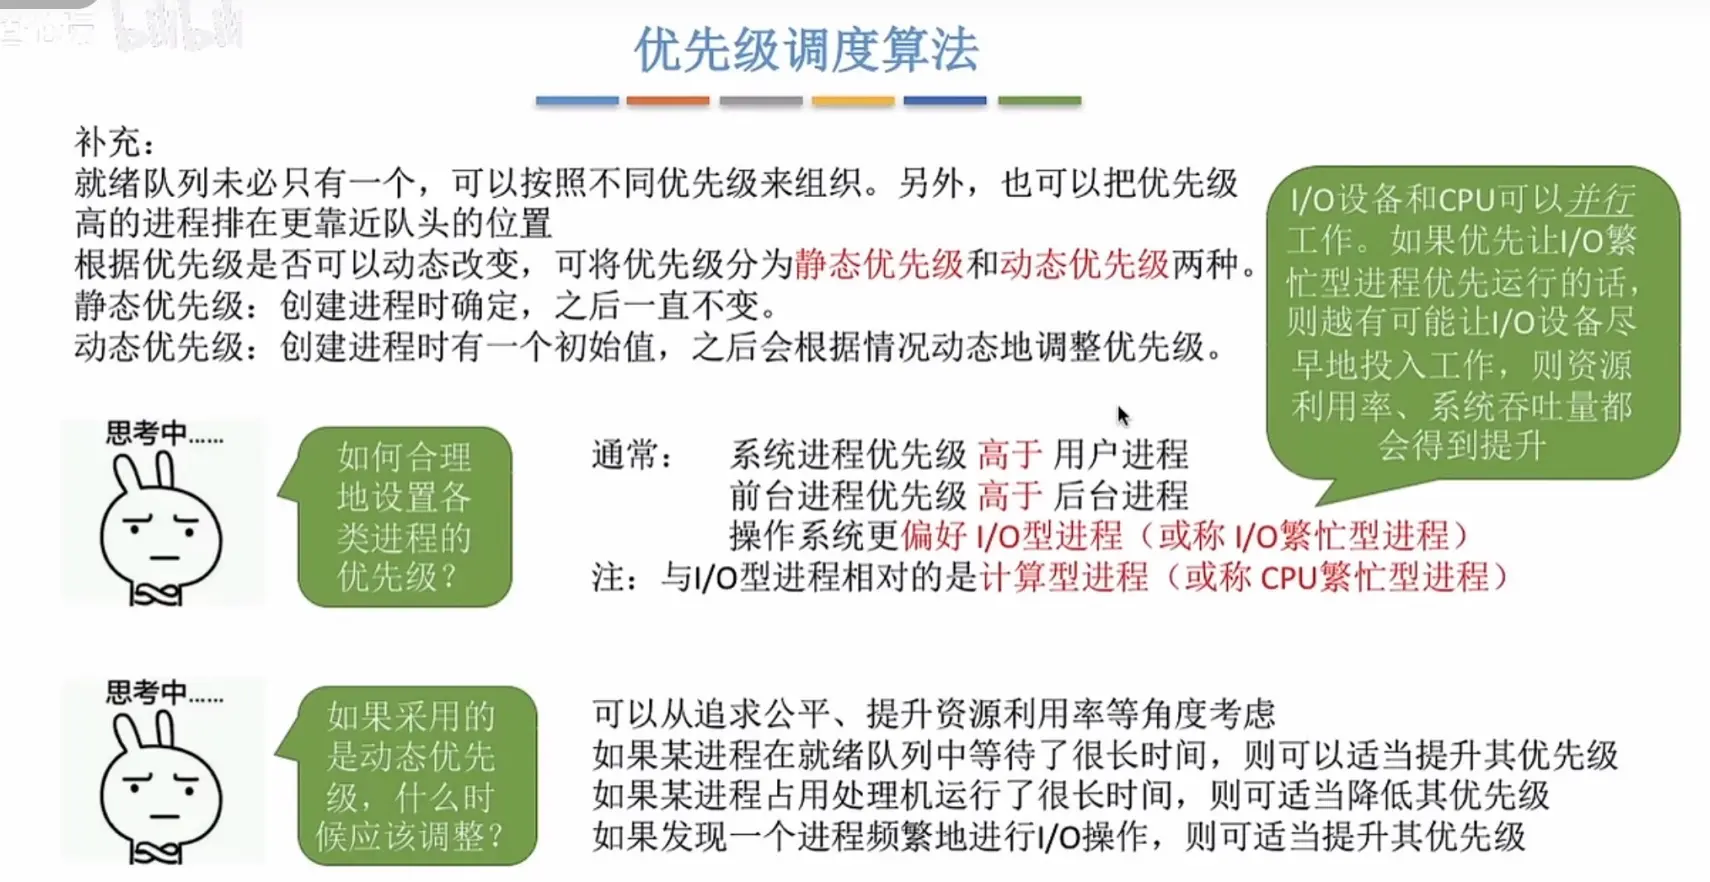 bilibili
优先级调度算法
补充：
就绪队列未必只有一个，可以按照不同优先级来组织。另外，也可以把优先级
高的进程排在更靠近队头的位置
根据优先级是否可以动态改变，可将优先级分为静态优先级和动态优先级两种。
静态优先级：创建进程时确定，之后一直不变。
动态优先级：创建进程时有一个初始值，之后会根据情况动态地调整优先级。
I/O设备和CPU可以并行
工作。如果优先让I/O繁
忙型进程优先运行的话，
则越有可能让I/O设备尽
早地投入工作，则资源
利用率、系统吞吐量都
会得到提升
思考中......
如何合理
地设置各
类进程的
优先级？
通常： 系统进程优先级 高于 用户进程
前台进程优先级 高于 后台进程
操作系统更偏好 I/O型进程（或称 I/O繁忙型进程）
注：与I/O型进程相对的是计算型进程（或称 CPU繁忙型进程）
思考中......
如果采用的
是动态优先
级，什么时
候应该调整？
可以从追求公平、提升资源利用率等角度考虑
如果某进程在就绪队列中等待了很长时间，则可以适当提升其优先级
如果某进程占用处理机运行了很长时间，则可适当降低其优先级
如果发现一个进程频繁地进行I/O操作，则可适当提升其优先级